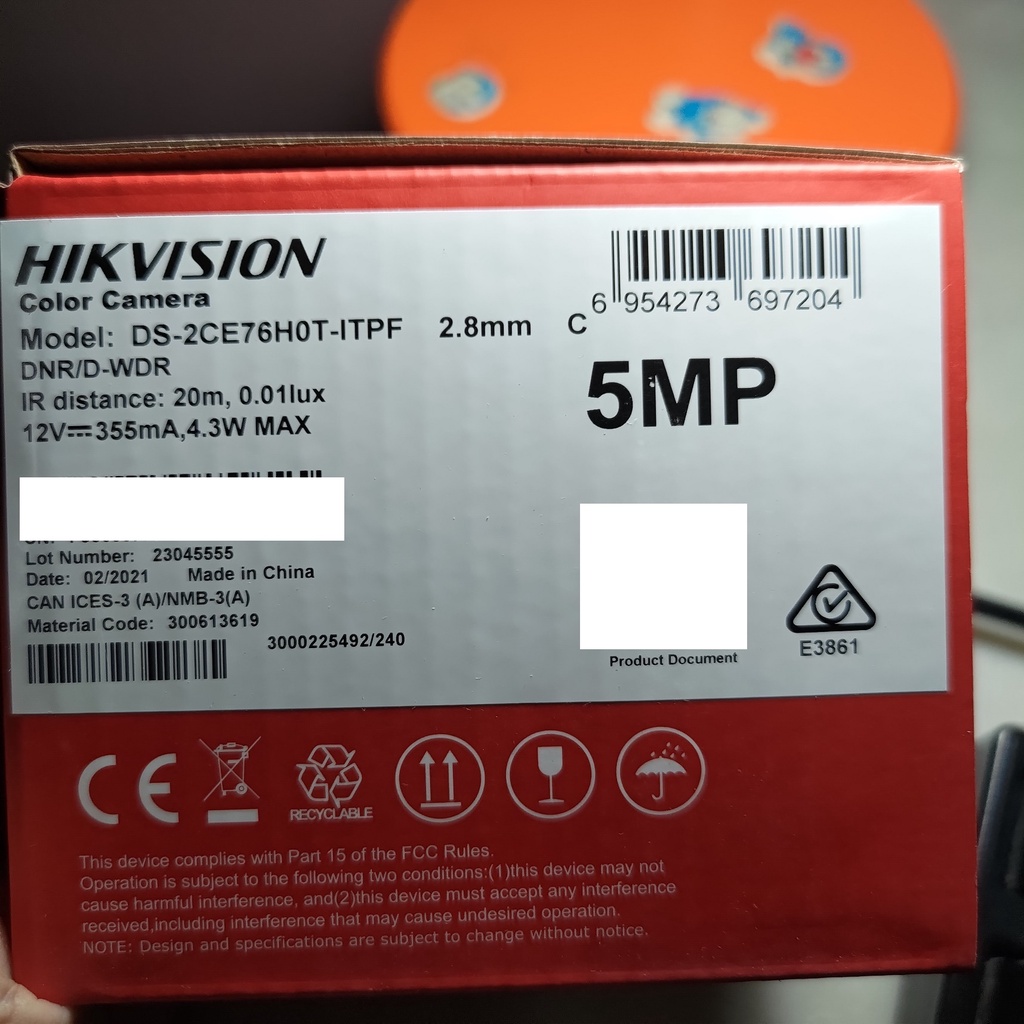 HIKVISION
Color Camera
Model: DS-2CE76H0T-ITPF 2.8mm C
DNR/D-WDR
IR distance: 20m, 0.01lux
12V⎓355mA,4.3W MAX
6 954273 697204
5MP
Lot Number: 23045555
Date: 02/2021 Made in China
CAN ICES-3 (A)/NMB-3(A)
Material Code: 300613619
3000225492/240
Product Document
E3861
CE
RECYCLABLE
This device complies with Part 15 of the FCC Rules.
Operation is subject to the following two conditions:(1)this device may not
cause harmful interference, and(2)this device must accept any interference
received,including interference that may cause undesired operation.
NOTE: Design and specifications are subject to change without notice.